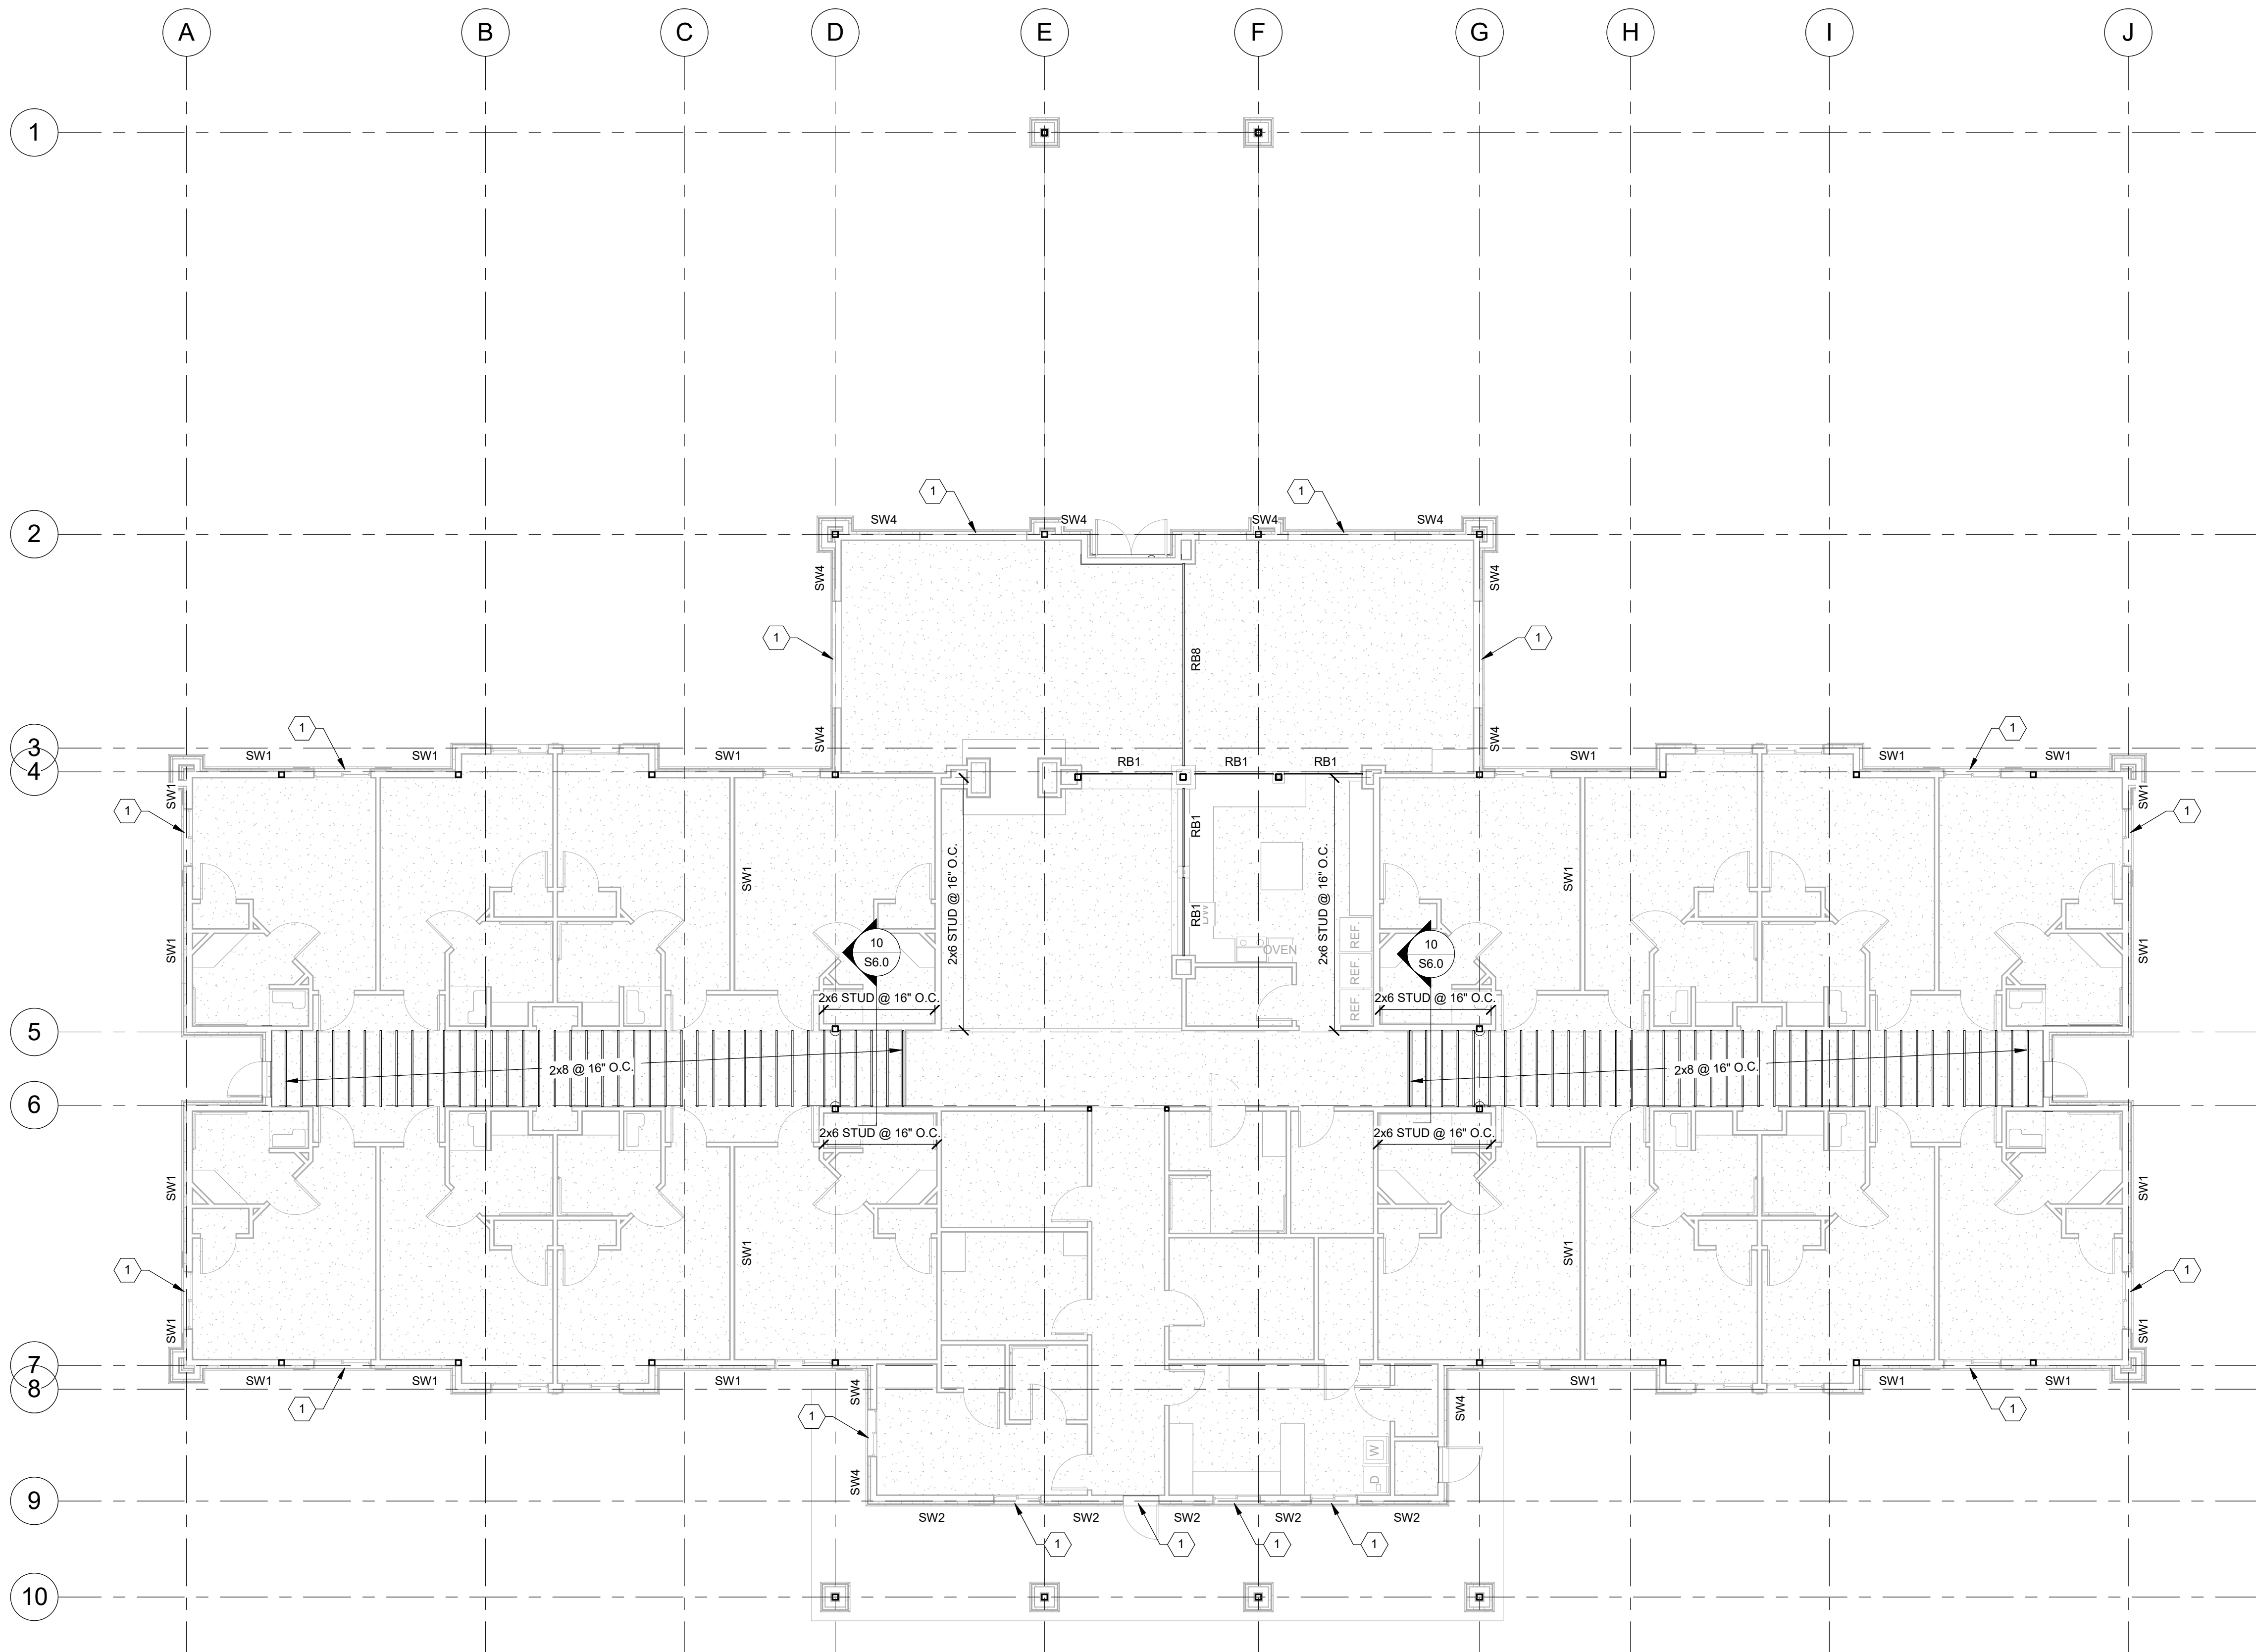 A B C D E F G H I J
1
1 1
2
SW4 SW4 SW4 SW4
SW4 SW4
1 1
RB8
SW4 SW4
1 1
3
SW1 SW1 SW1 SW1 SW1 SW1
4
RB1 RB1 RB1
SW1 SW1
1 1
RB1
SW1 SW1
2x6 STUD @ 16" O.C. 2x6 STUD @ 16" O.C.
RB1
DW
OVEN
REF.
REF.
REF.
SW1 SW1
10
S6.0
10
S6.0
2x6 STUD @ 16" O.C. 2x6 STUD @ 16" O.C.
5
2x8 @ 16" O.C. 2x8 @ 16" O.C.
6
2x6 STUD @ 16" O.C. 2x6 STUD @ 16" O.C.
SW1 SW1
SW1 SW1
1 1
SW1 SW1
7
SW1 SW1 SW1 SW1 SW1 SW1
8
SW4 SW4
1 1 1
W
D
SW4
9
SW2 SW2 SW2 SW2 SW2
1 1 1 1
10